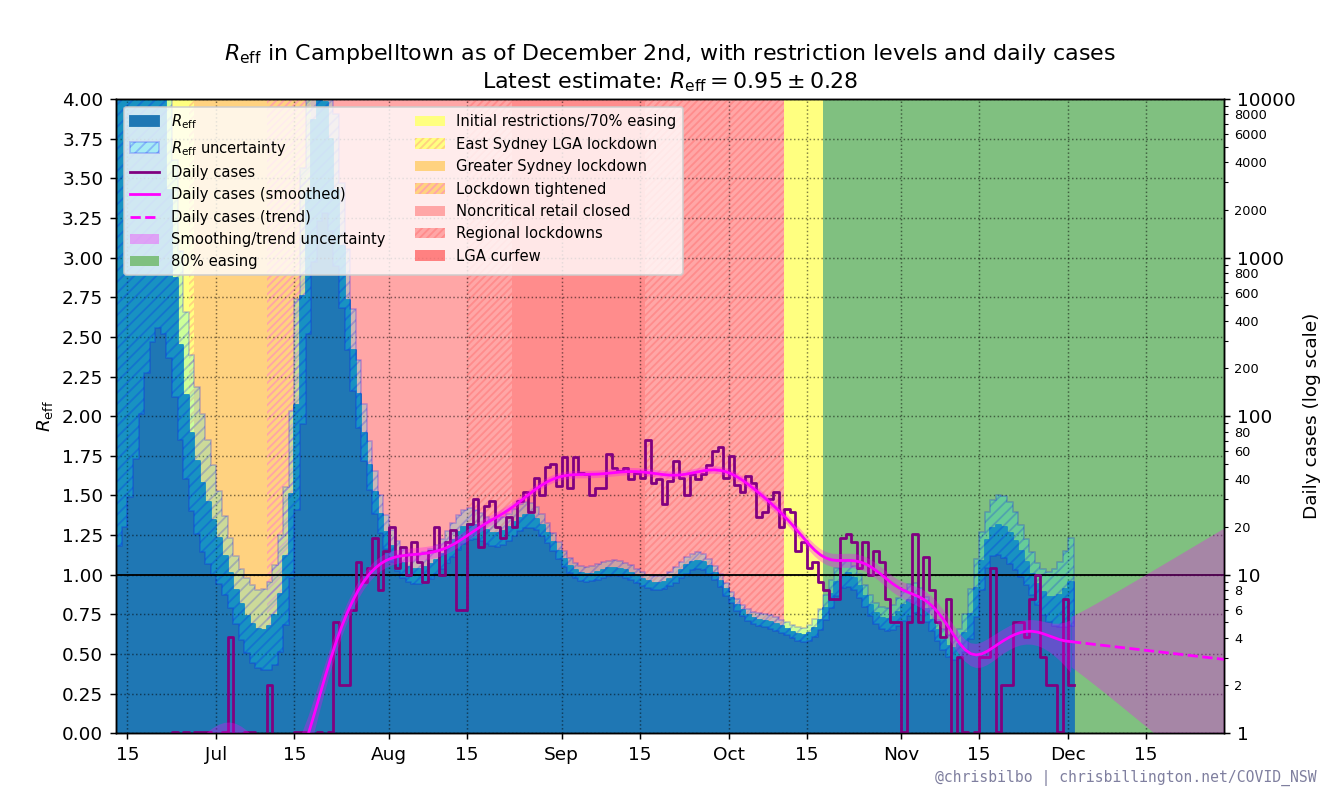 R_eff in Campbelltown as of December 2nd, with restriction levels and daily cases
Latest estimate: R_eff = 0.95 ± 0.28
R_eff
R_eff uncertainty
Daily cases
Daily cases (smoothed)
Daily cases (trend)
Smoothing/trend uncertainty
80% easing
Initial restrictions/70% easing
East Sydney LGA lockdown
Greater Sydney lockdown
Lockdown tightened
Noncritical retail closed
Regional lockdowns
LGA curfew
R_eff
4.00
3.75
3.50
3.25
3.00
2.75
2.50
2.25
2.00
1.75
1.50
1.25
1.00
0.75
0.50
0.25
0.00
15
Jul
15
Aug
15
Sep
15
Oct
15
Nov
15
Dec
15
10000
8000
6000
4000
2000
1000
800
600
400
200
100
80
60
40
20
10
8
6
4
2
1
Daily cases (log scale)
@chrisbilbo | chrisbillington.net/COVID_NSW